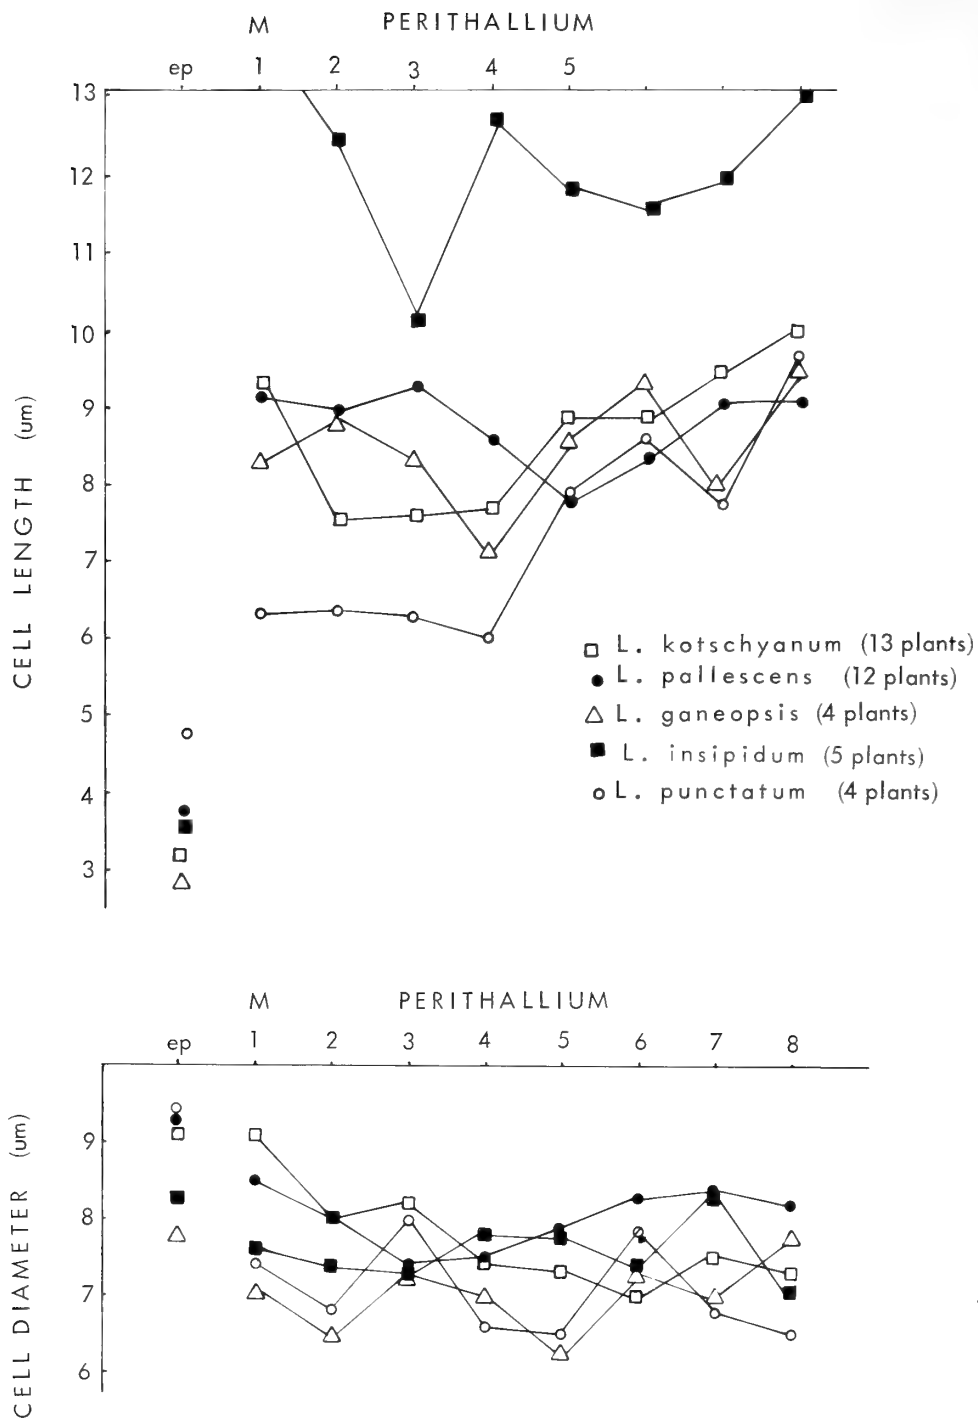 M PERITHALLIUM
ep 1 2 3 4 5
13
12
11
10
9
8
7
6
5
4
3
CELL LENGTH (um)
L. kotschyanum (13 plants)
L. pallescens (12 plants)
L. ganeopsis (4 plants)
L. insipidum (5 plants)
L. punctatum (4 plants)
M PERITHALLIUM
ep 1 2 3 4 5 6 7 8
9
8
7
6
CELL DIAMETER (um)